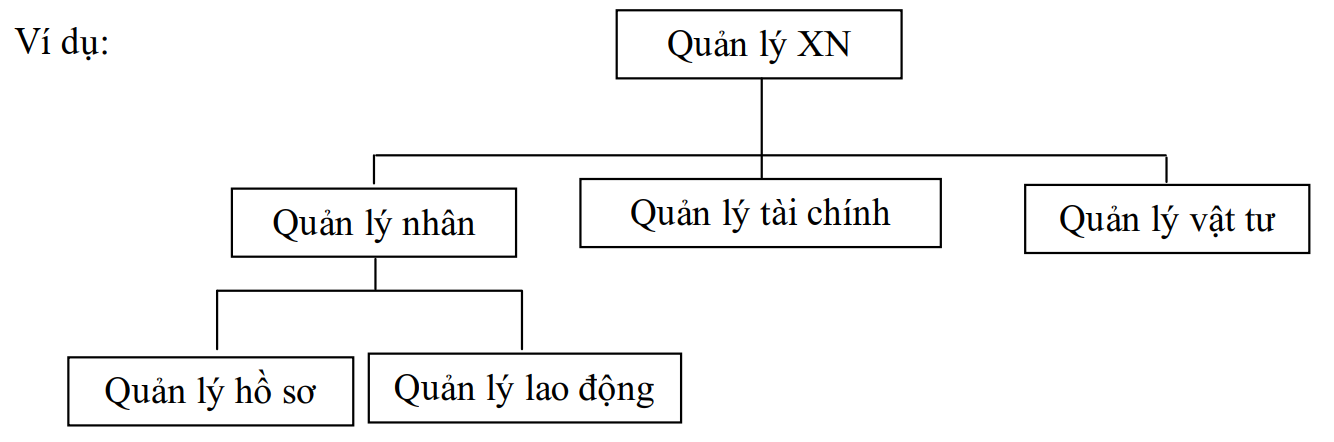 Ví dụ:
Quản lý XN
Quản lý nhân
Quản lý tài chính
Quản lý vật tư
Quản lý hồ sơ
Quản lý lao động